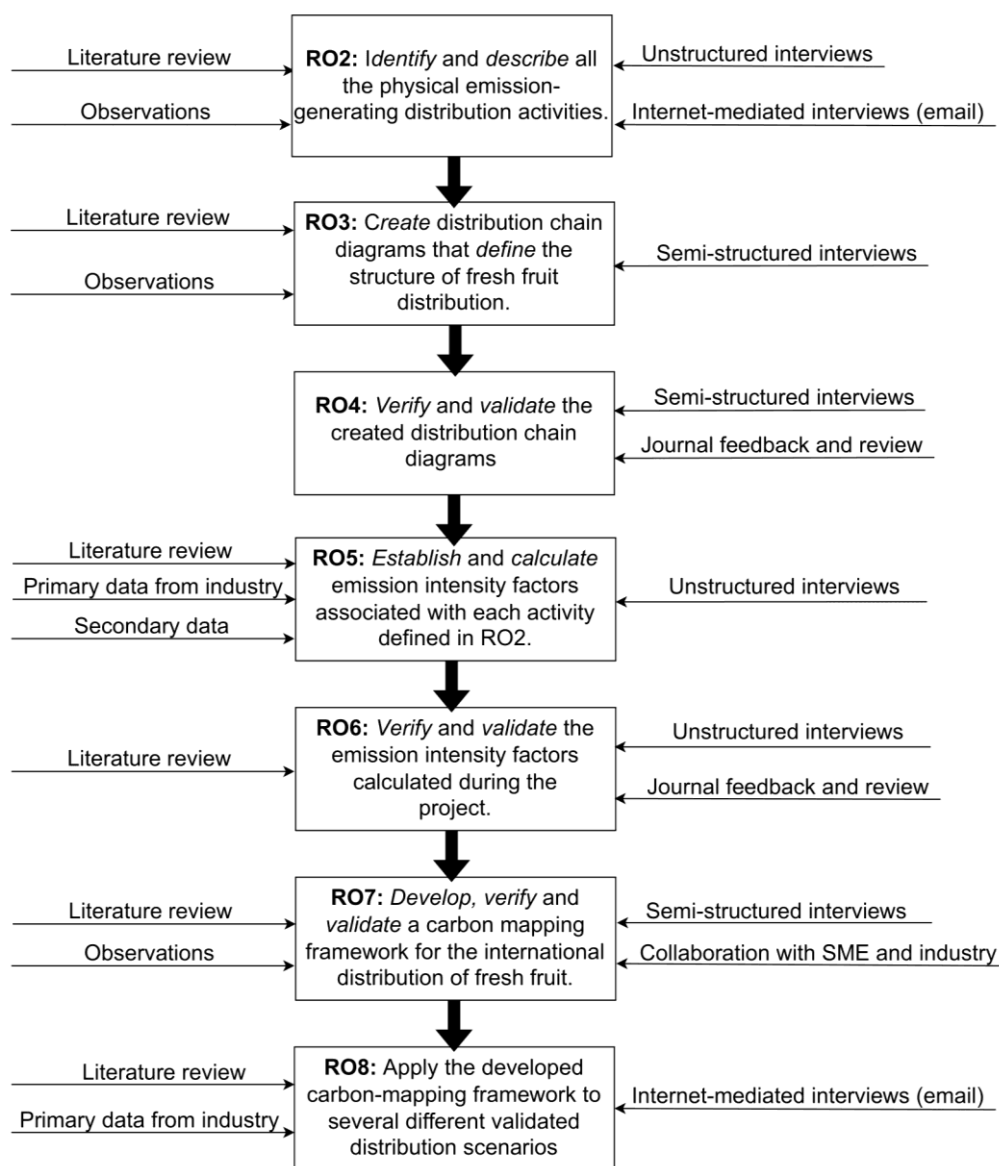 Literature review
Observations
RO2: Identify and describe all
the physical emission-
generating distribution activities.
Unstructured interviews
Internet-mediated interviews (email)
Literature review
Observations
RO3: Create distribution chain
diagrams that define the
structure of fresh fruit
distribution.
Semi-structured interviews
RO4: Verify and validate the
created distribution chain
diagrams
Semi-structured interviews
Journal feedback and review
Literature review
Primary data from industry
Secondary data
RO5: Establish and calculate
emission intensity factors
associated with each activity
defined in RO2.
Unstructured interviews
Literature review
RO6: Verify and validate the
emission intensity factors
calculated during the
project.
Unstructured interviews
Journal feedback and review
Literature review
Observations
RO7: Develop, verify and
validate a carbon mapping
framework for the international
distribution of fresh fruit.
Semi-structured interviews
Collaboration with SME and industry
Literature review
Primary data from industry
RO8: Apply the developed
carbon-mapping framework to
several different validated
distribution scenarios
Internet-mediated interviews (email)